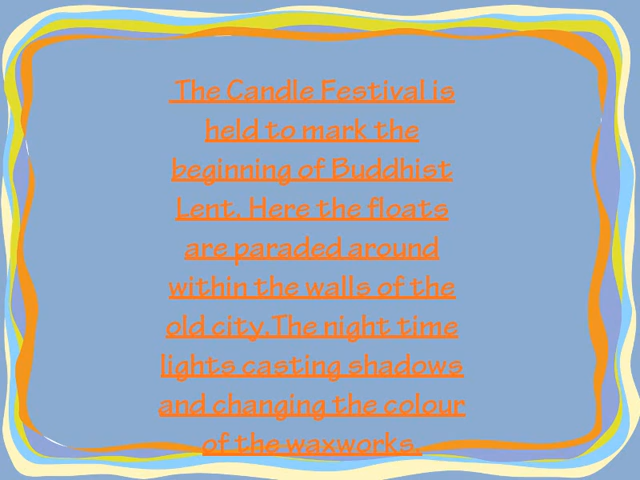 The Candle Festival is
held to mark the
beginning of Buddhist
Lent. Here the floats
are paraded around
within the walls of the
old city.The night time
lights casting shadows
and changing the colour
of the waxworks.